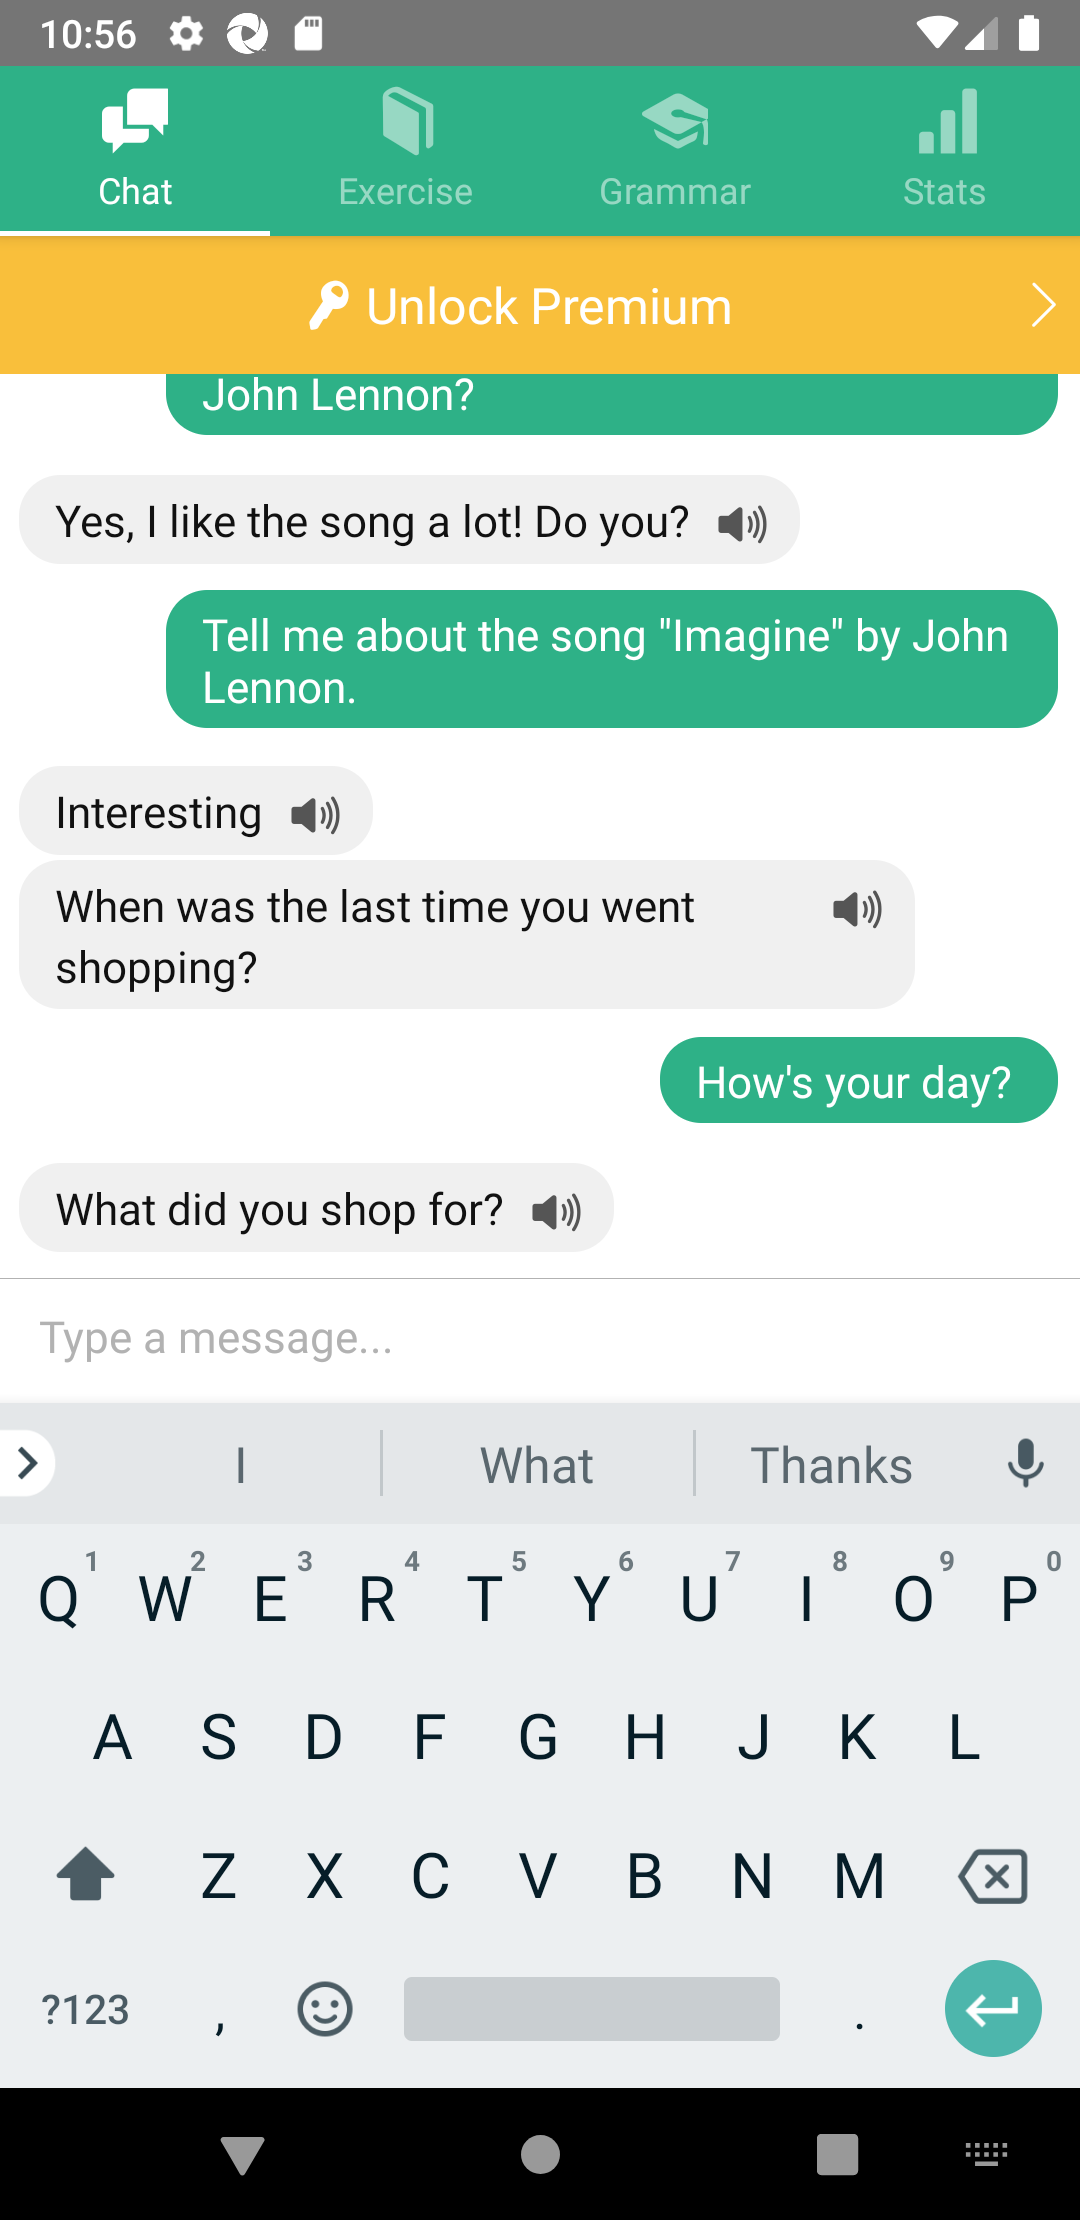 10:56
Chat
Exercise
Grammar
Stats
Unlock Premium
John Lennon?
Yes, I like the song a lot! Do you?
Tell me about the song "Imagine" by John
Lennon.
Interesting
When was the last time you went
shopping?
How's your day?
What did you shop for?
Type a message...
I What Thanks
1 2 3 4 5 6 7 8 9 0
Q W E R T Y U I O P
A S D F G H J K L
Z X C V B N M
?123 , .